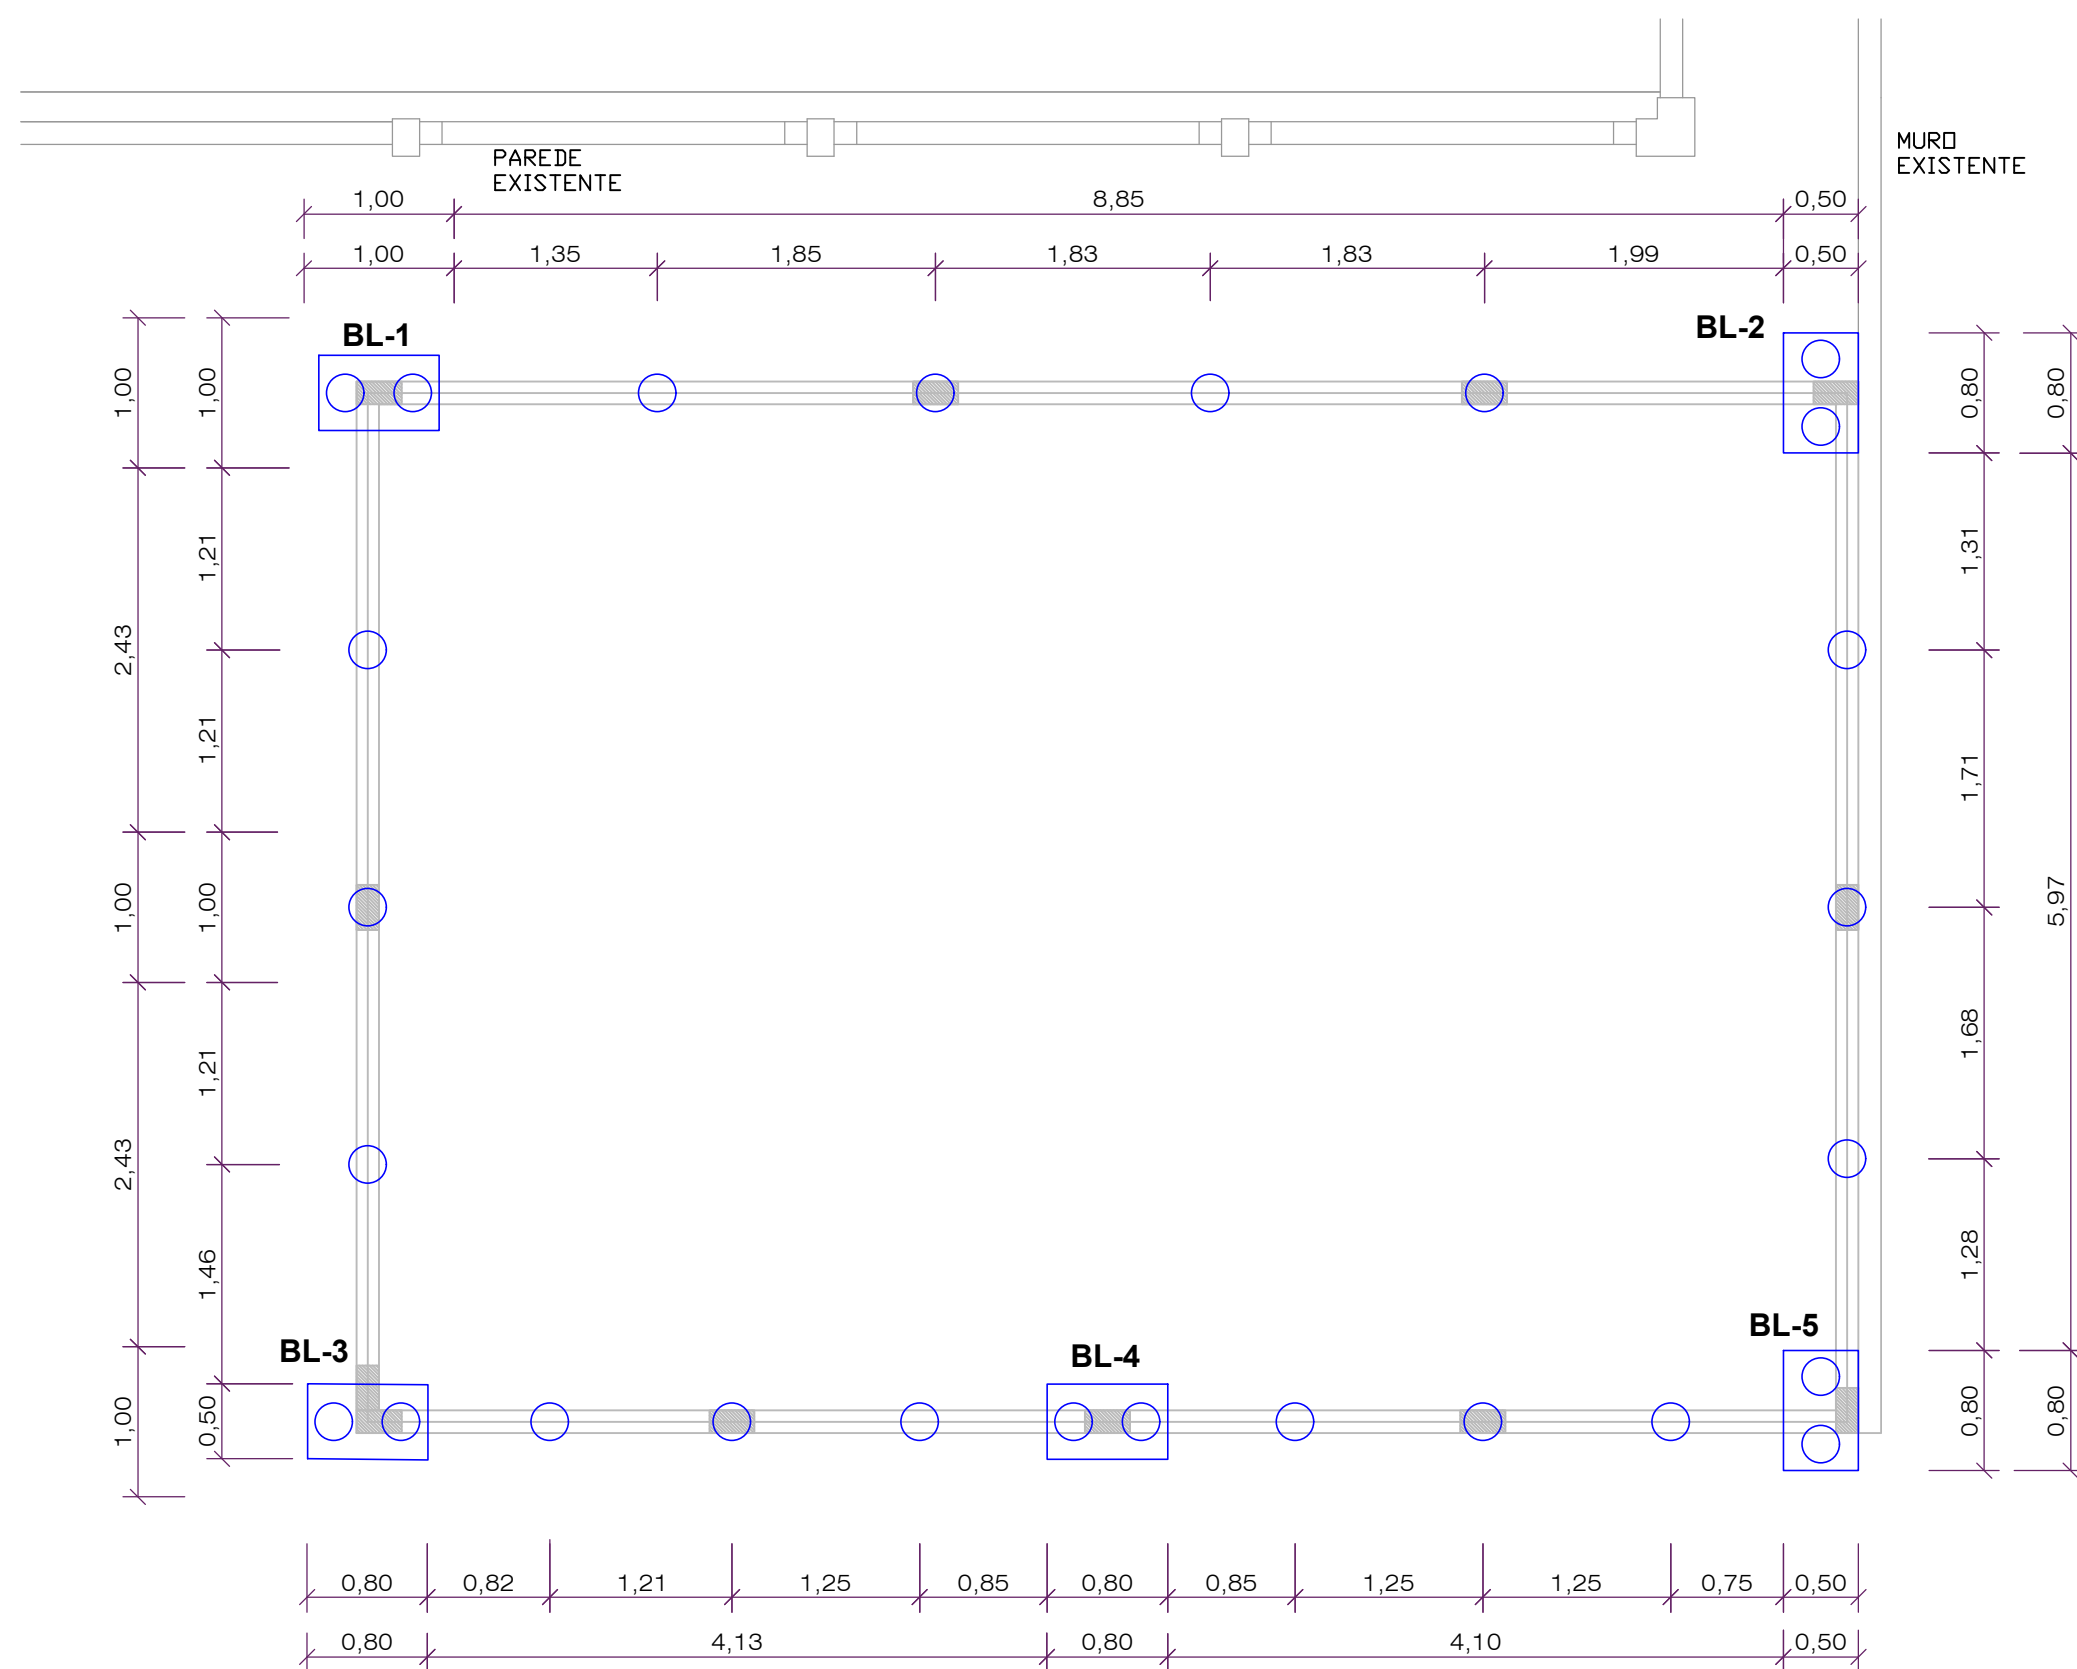 MURO
EXISTENTE
PAREDE
EXISTENTE
1,00 8,85 0,50
1,00 1,35 1,85 1,83 1,83 1,99 0,50
BL-1
BL-2
1,00 1,00 0,80 0,80
1,21 1,31
2,43
1,21 1,71
1,00 1,00 5,97
1,21 1,68
2,43
1,46 1,28
BL-3
BL-4
BL-5
1,00 0,50 0,80 0,80
0,80 0,82 1,21 1,25 0,85 0,80 0,85 1,25 1,25 0,75 0,50
0,80 4,13 0,80 4,10 0,50